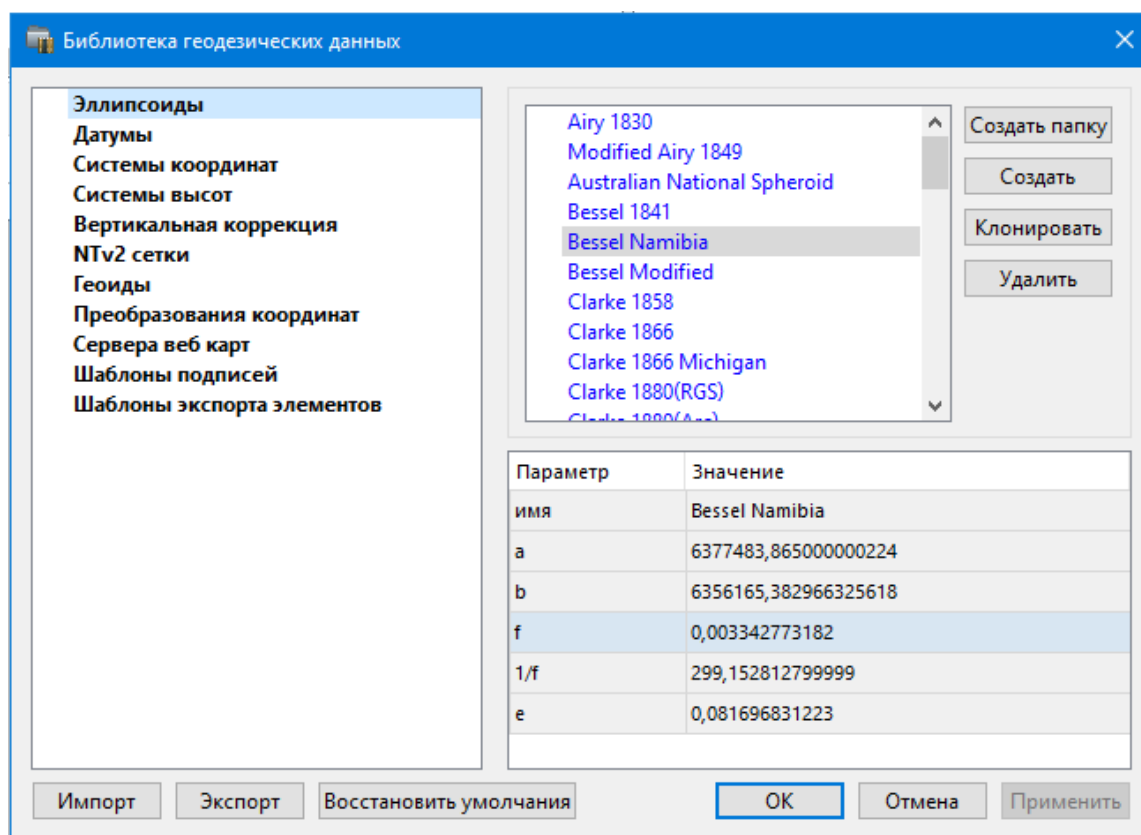 Библиотека геодезических данных
Эллипсоиды
Датумы
Системы координат
Системы высот
Вертикальная коррекция
NTv2 сетки
Геоиды
Преобразования координат
Сервера веб карт
Шаблоны подписей
Шаблоны экспорта элементов
Airy 1830
Modified Airy 1849
Australian National Spheroid
Bessel 1841
Bessel Namibia
Bessel Modified
Clarke 1858
Clarke 1866
Clarke 1866 Michigan
Clarke 1880(RGS)
Clarke 1880(Arc)
Создать папку
Создать
Клонировать
Удалить
Параметр Значение
имя Bessel Namibia
a 6377483,865000000224
b 6356165,382966325618
f 0,003342773182
1/f 299,152812799999
e 0,081696831223
Импорт Экспорт Восстановить умолчания OK Отмена Применить